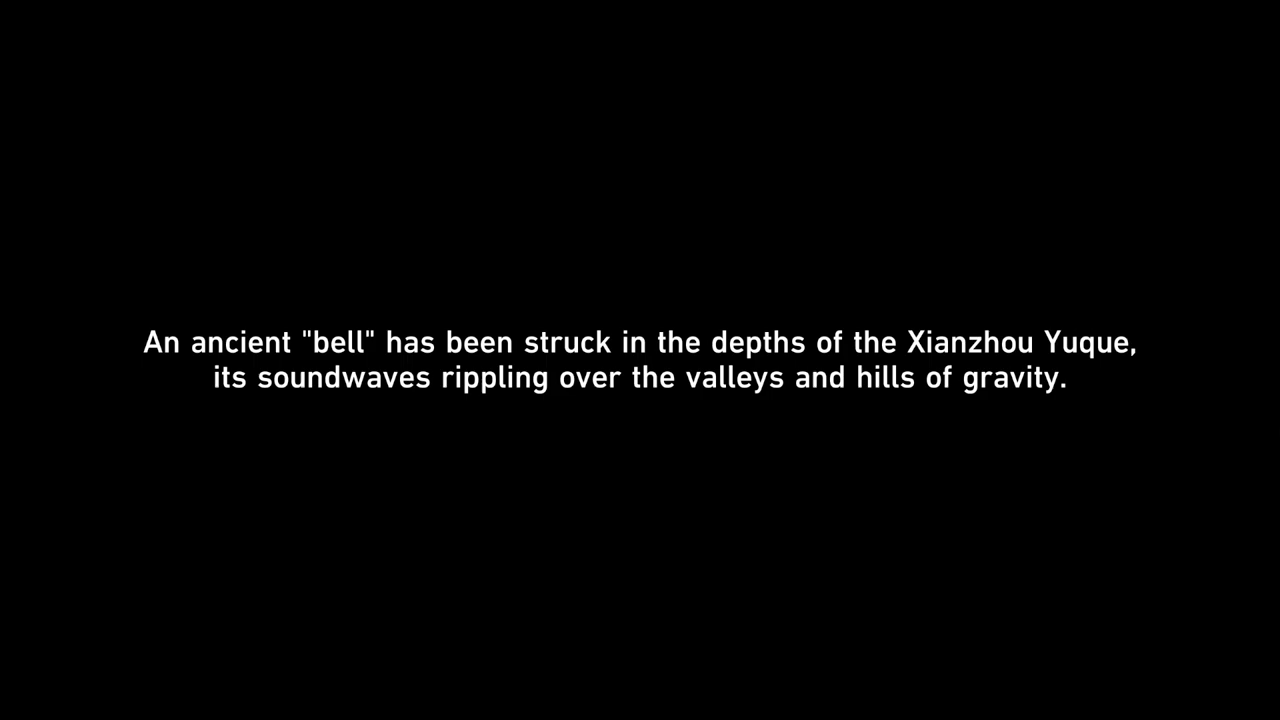 An ancient "bell" has been struck in the depths of the Xianzhou Yuque,
its soundwaves rippling over the valleys and hills of gravity.